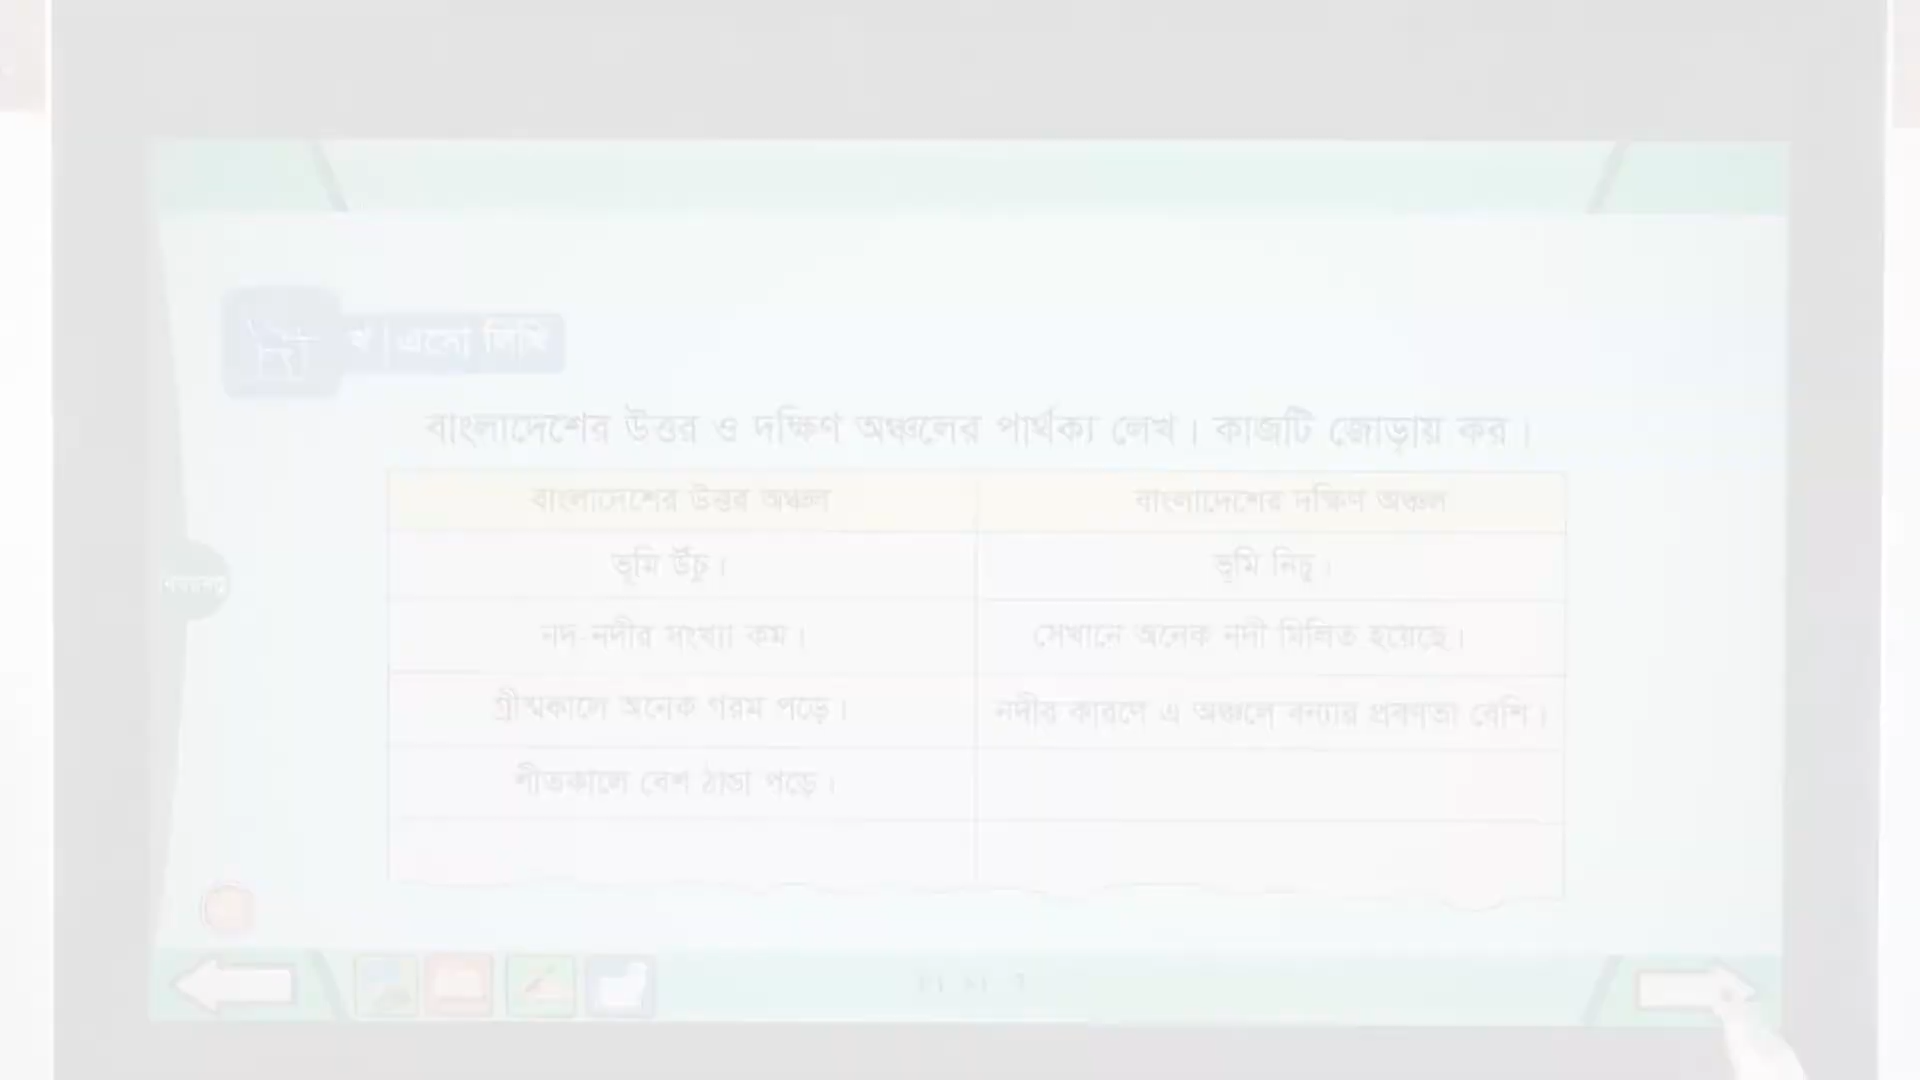 খ | এসো লিখি
বাংলাদেশের উত্তর ও দক্ষিণ অঞ্চলের পার্থক্য লেখ। কাজটি জোড়ায় কর।
বাংলাদেশের উত্তর অঞ্চল বাংলাদেশের দক্ষিণ অঞ্চল
ভূমি উঁচু। ভূমি নিচু।
নদ-নদীর সংখ্যা কম। সেখানে অনেক নদী মিলিত হয়েছে।
গ্রীষ্মকালে অনেক গরম পড়ে। নদীর কারণে এ অঞ্চলে বন্যার প্রবণতা বেশি।
শীতকালে বেশ ঠান্ডা পড়ে।